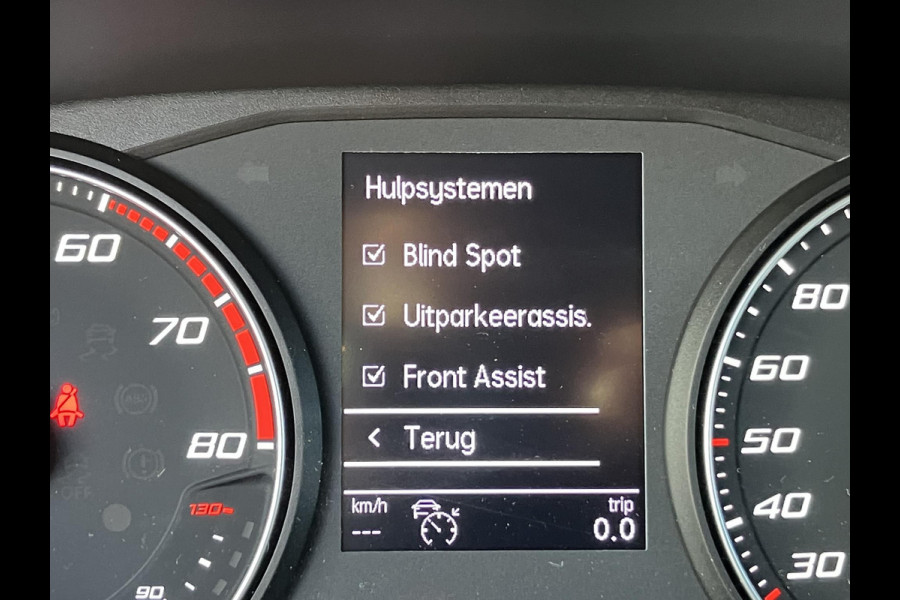 Hulpsystemen
Blind Spot
Uitparkeerassis.
Front Assist
< Terug
km/h
---
trip
0.0
60
70
80
130
90
80
60
50
40
30